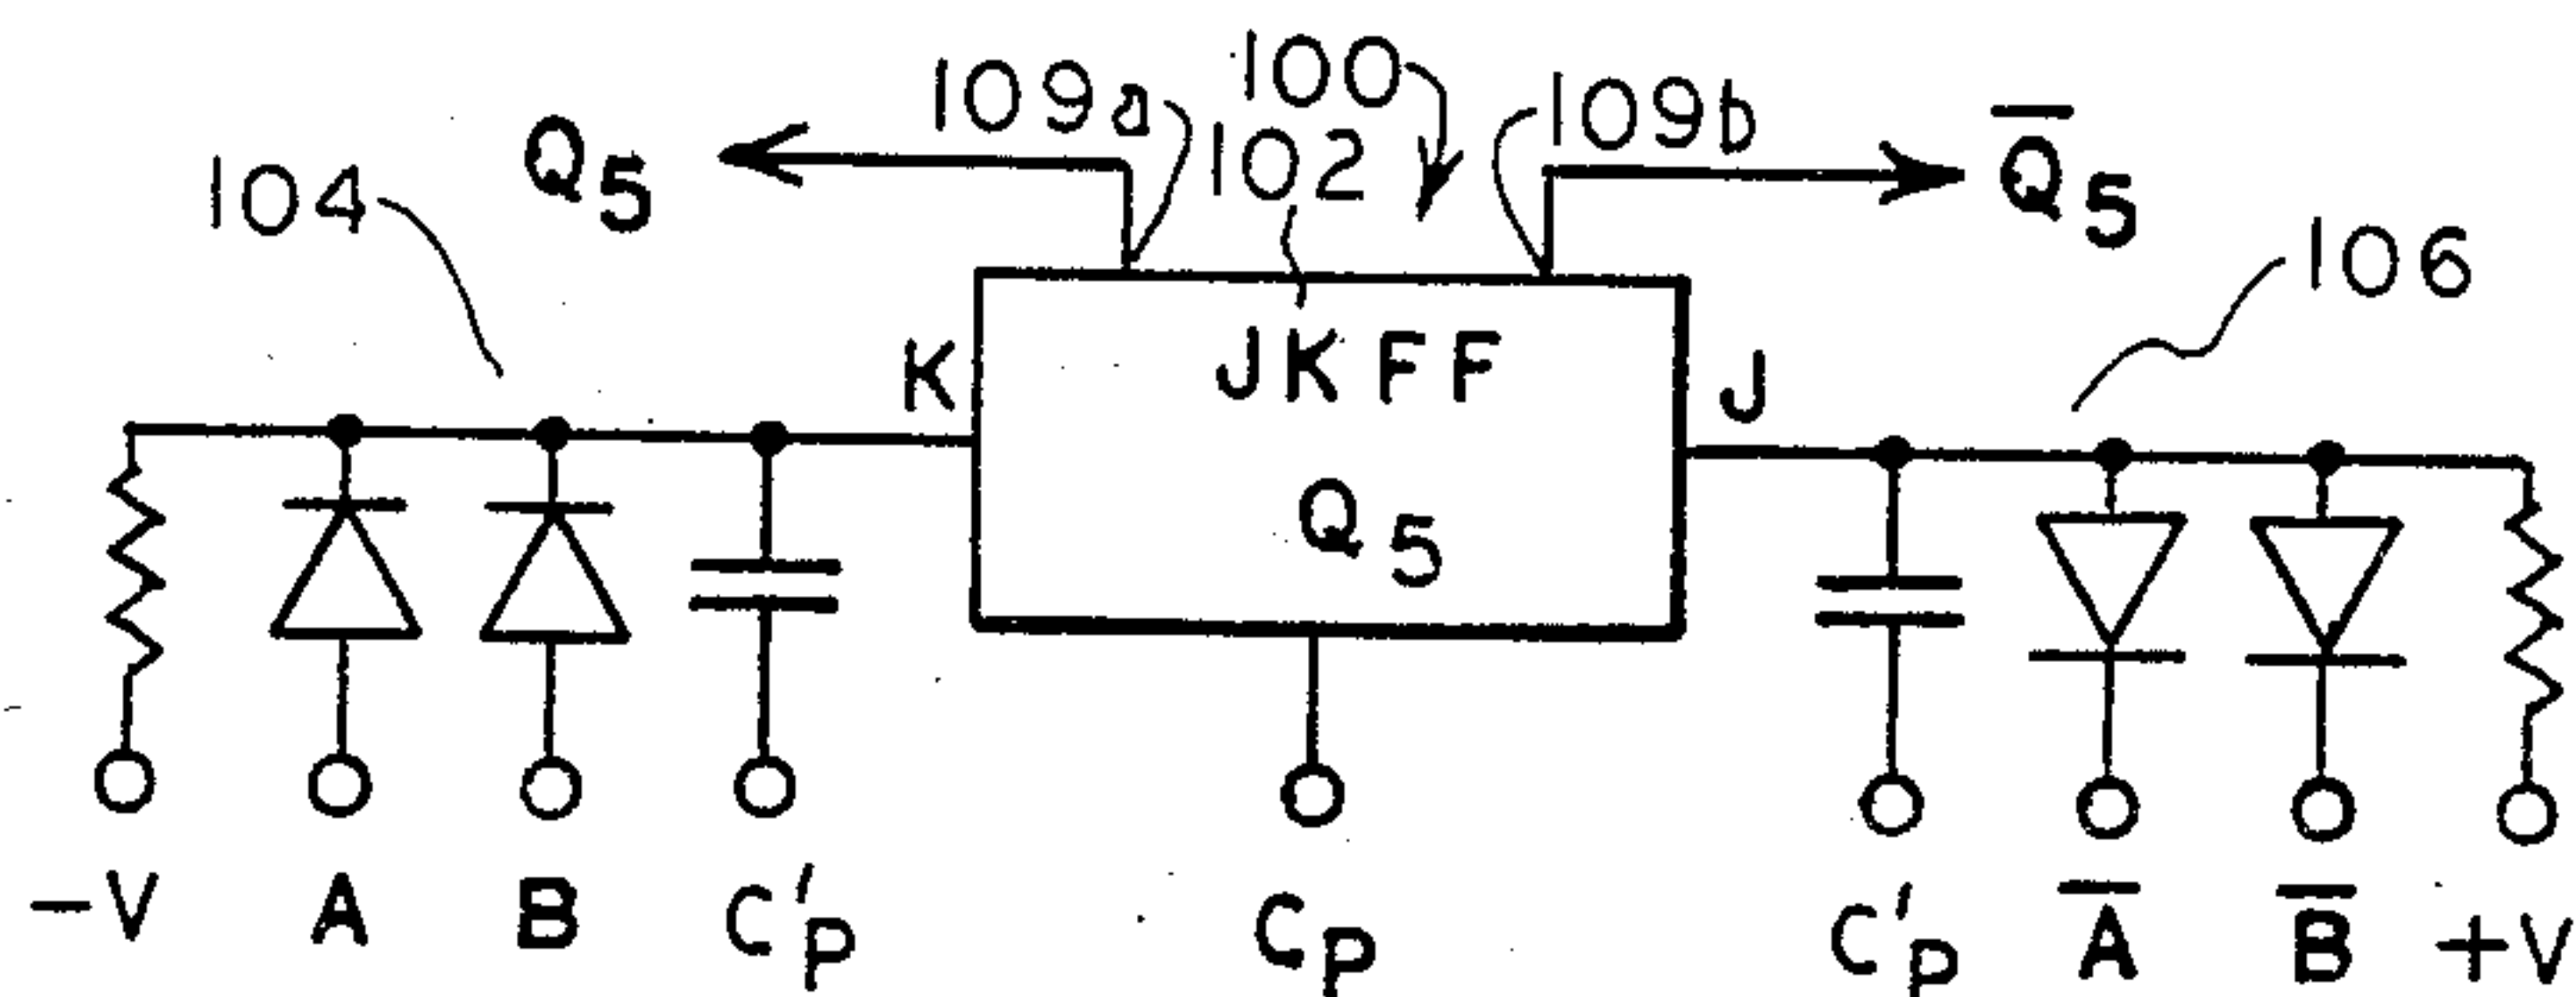 109a 100 109b
104 Q5 102 Q̅5 106
K JKFF J
Q5
-V A B C'P CP C'P A̅ B̅ +V